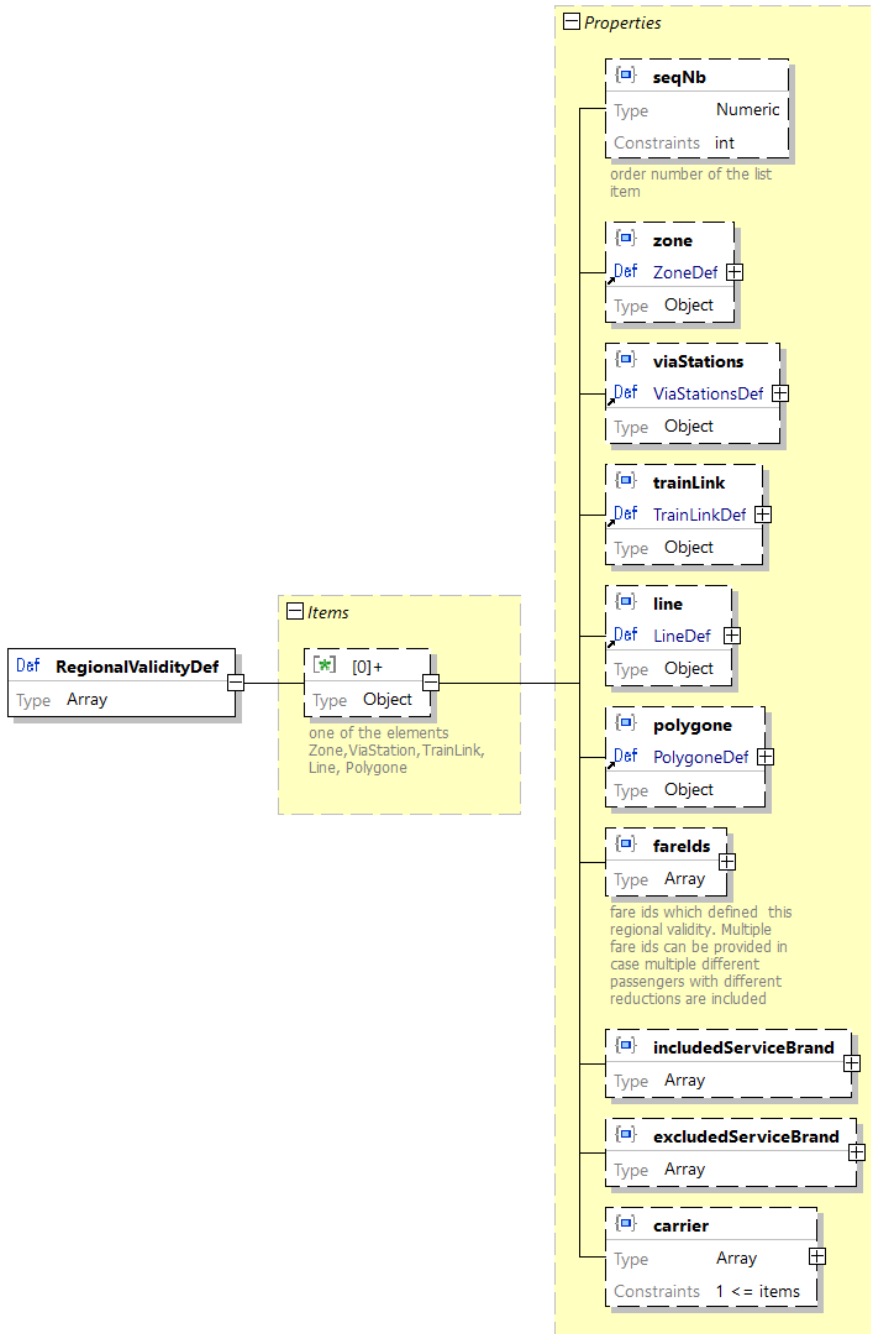 Properties
seqNb
Type Numeric
Constraints int
order number of the list
item
zone
Def ZoneDef
Type Object
viaStations
Def ViaStationsDef
Type Object
trainLink
Def TrainLinkDef
Type Object
line
Def LineDef
Type Object
Items
Def RegionalValidityDef
Type Array
[*] [0]+
Type Object
one of the elements
Zone,ViaStation,TrainLink,
Line, Polygone
polygone
Def PolygoneDef
Type Object
fareIds
Type Array
fare ids which defined this
regional validity. Multiple
fare ids can be provided in
case multiple different
passengers with different
reductions are included
includedServiceBrand
Type Array
excludedServiceBrand
Type Array
carrier
Type Array
Constraints 1 <= items